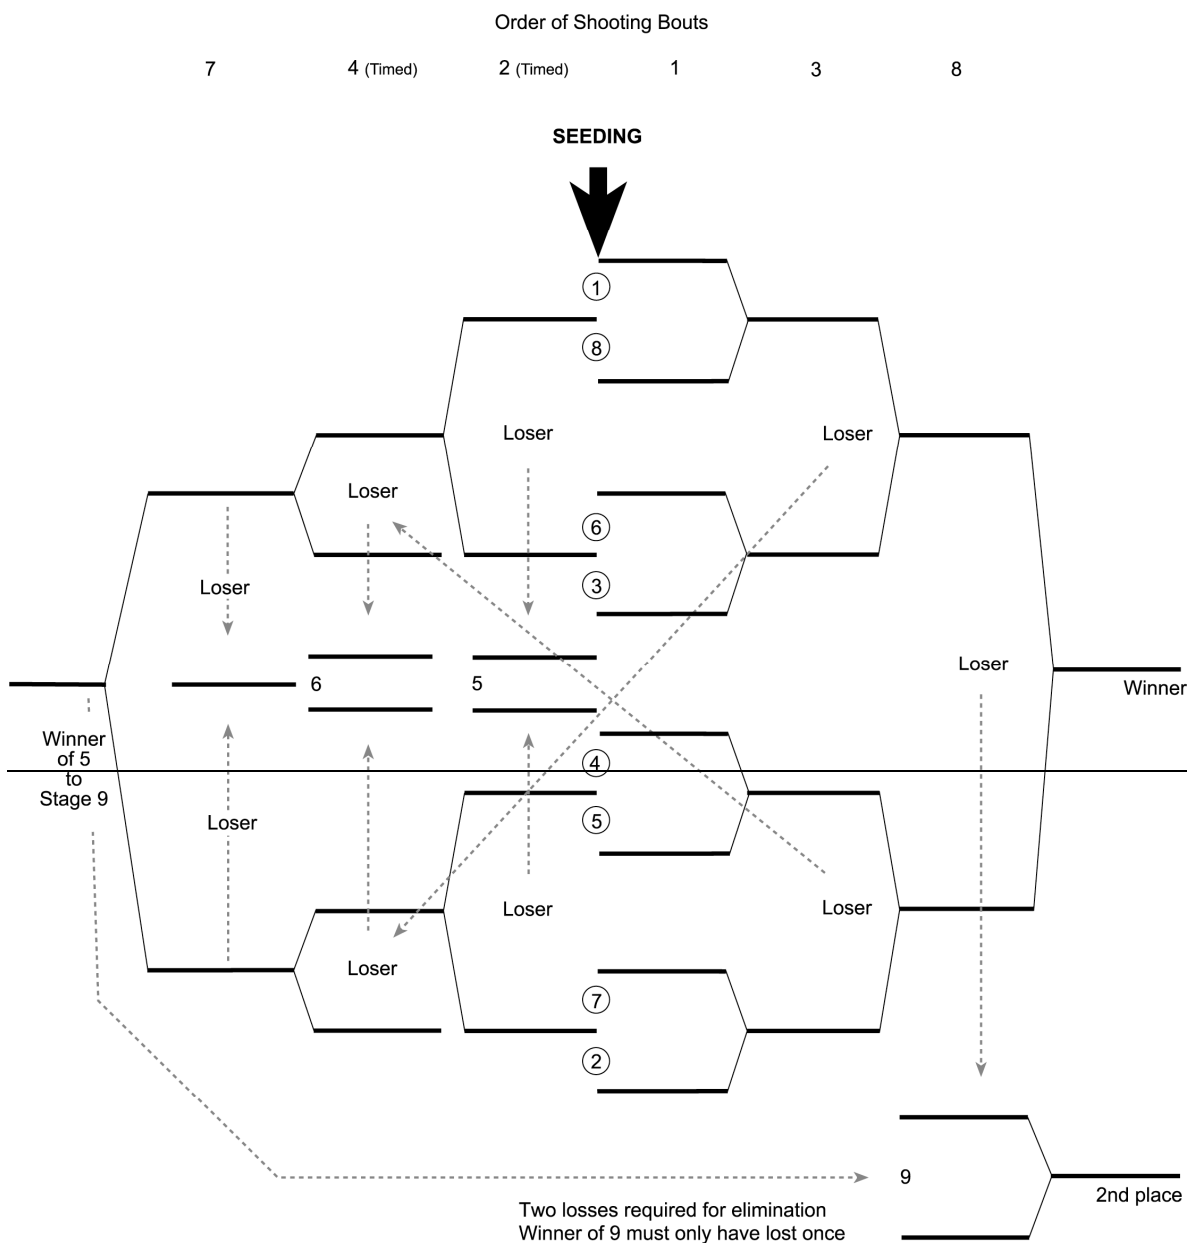 Order of Shooting Bouts
7 4 (Timed) 2 (Timed) 1 3 8
SEEDING
1
8
Loser
Loser
Loser
6
3
Loser
6
5
Loser
Winner
Winner
of 5
to
Stage 9
4
5
Loser
Loser
Loser
Loser
7
2
9
2nd place
Two losses required for elimination
Winner of 9 must only have lost once